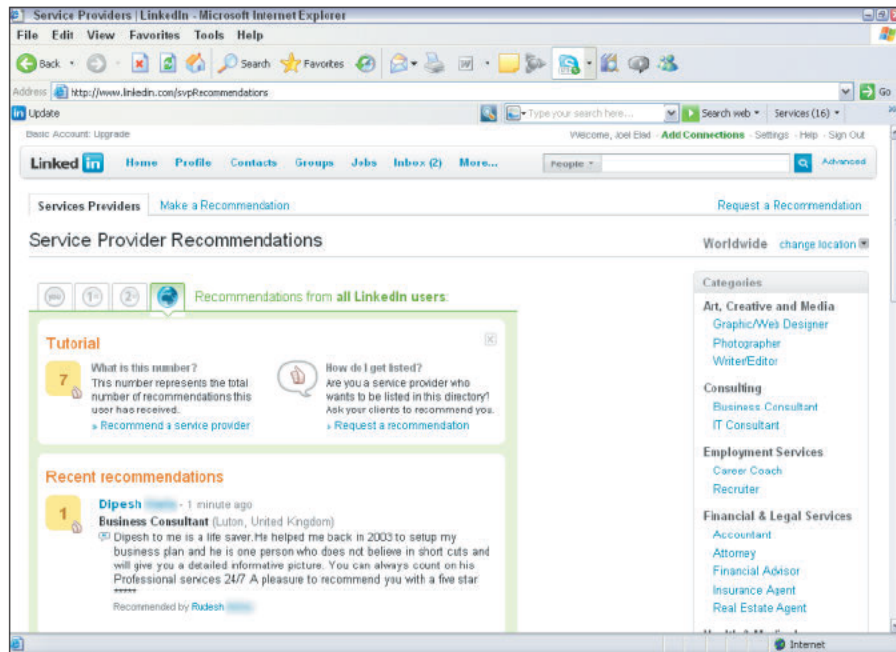 Service Providers | LinkedIn - Microsoft Internet Explorer
File Edit View Favorites Tools Help
Back Search Favorites
Address http://www.linkedin.com/svpRecommendations Go
in Update Type your search here... Search web Services (16)
Basic Account: Upgrade Welcome, Joel Elad · Add Connections · Settings · Help · Sign Out
Linked in Home Profile Contacts Groups Jobs Inbox (2) More... People Advanced
Services Providers Make a Recommendation Request a Recommendation
Service Provider Recommendations Worldwide change location
you 1 2 Recommendations from all LinkedIn users:
Tutorial
7
What is this number?
This number represents the total
number of recommendations this
user has received.
» Recommend a service provider
How do I get listed?
Are you a service provider who
wants to be listed in this directory?
Ask your clients to recommend you.
» Request a recommendation
Recent recommendations
1
Dipesh - 1 minute ago
Business Consultant (Luton, United Kingdom)
Dipesh to me is a life saver.He helped me back in 2003 to setup my
business plan and he is one person who does not believe in short cuts and
will give you a detailed informative picture. You can always count on his
Professional services 24/7 A pleasure to recommend you with a five star
*****
Recommended by Rudesh
Categories
Art, Creative and Media
Graphic/Web Designer
Photographer
Writer/Editor
Consulting
Business Consultant
IT Consultant
Employment Services
Career Coach
Recruiter
Financial & Legal Services
Accountant
Attorney
Financial Advisor
Insurance Agent
Real Estate Agent
Internet